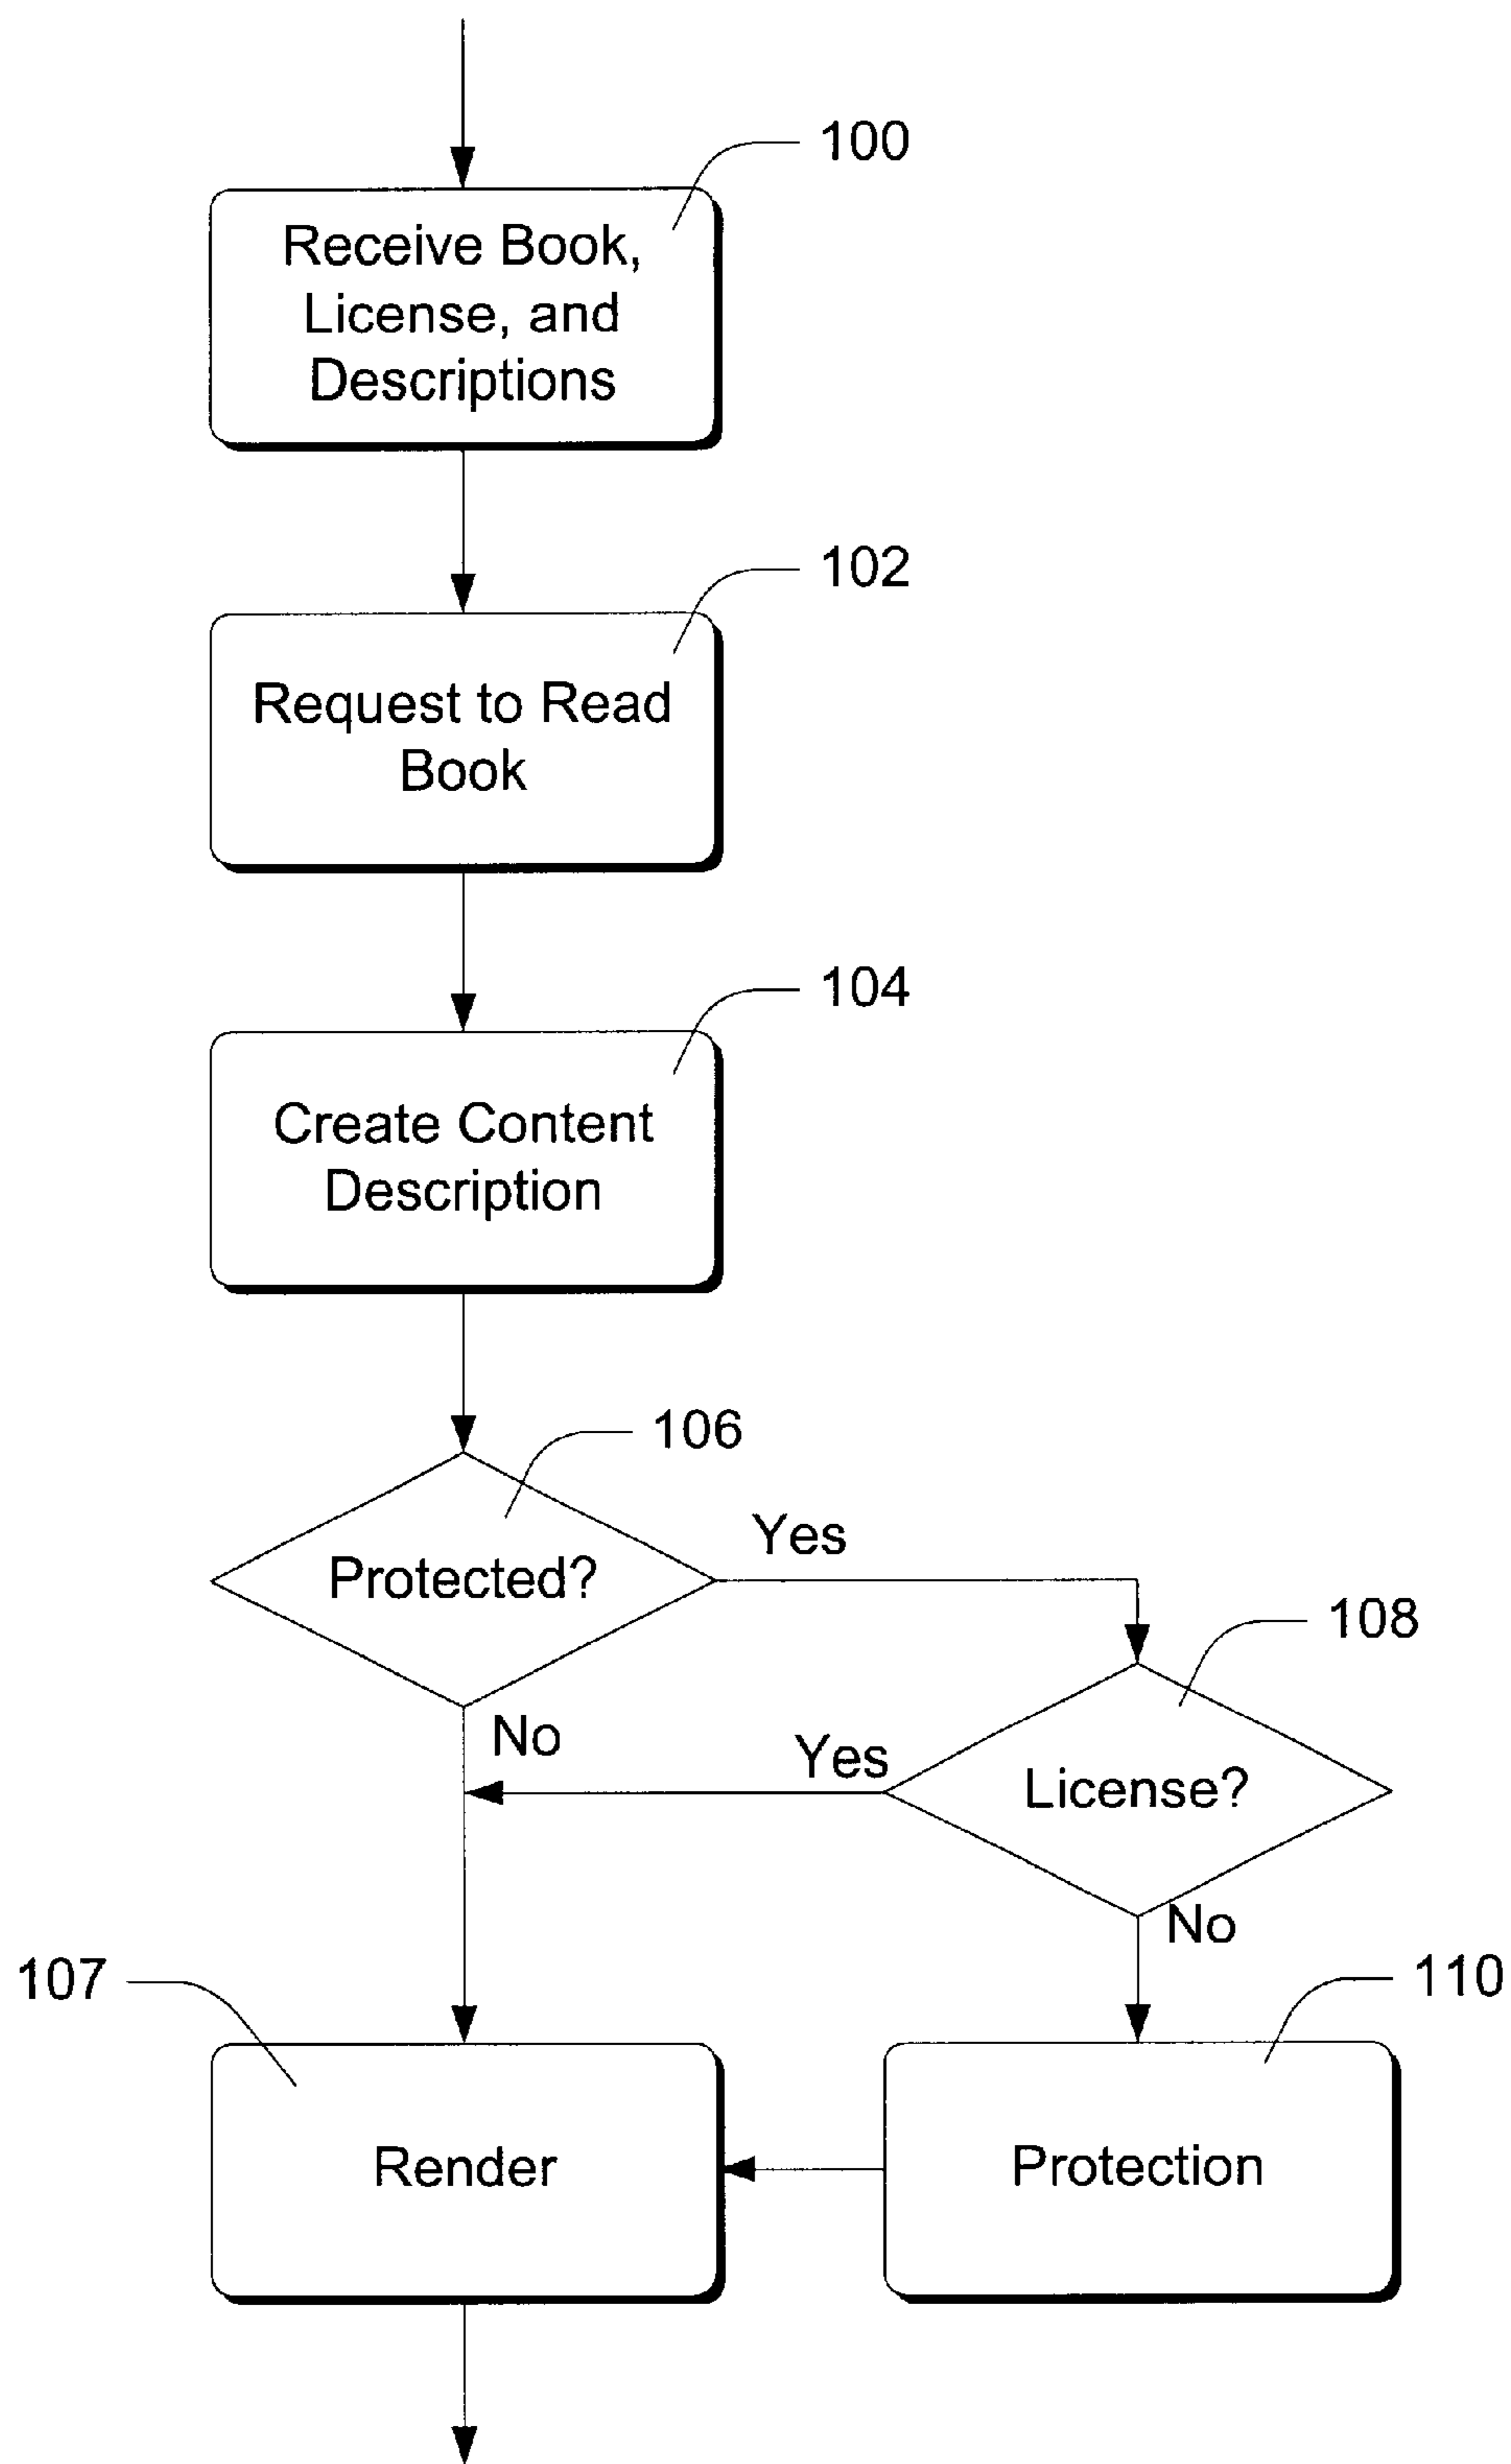 100
Receive Book,
License, and
Descriptions
102
Request to Read
Book
104
Create Content
Description
106
Protected?
Yes
108
No
Yes
License?
No
107
110
Render
Protection